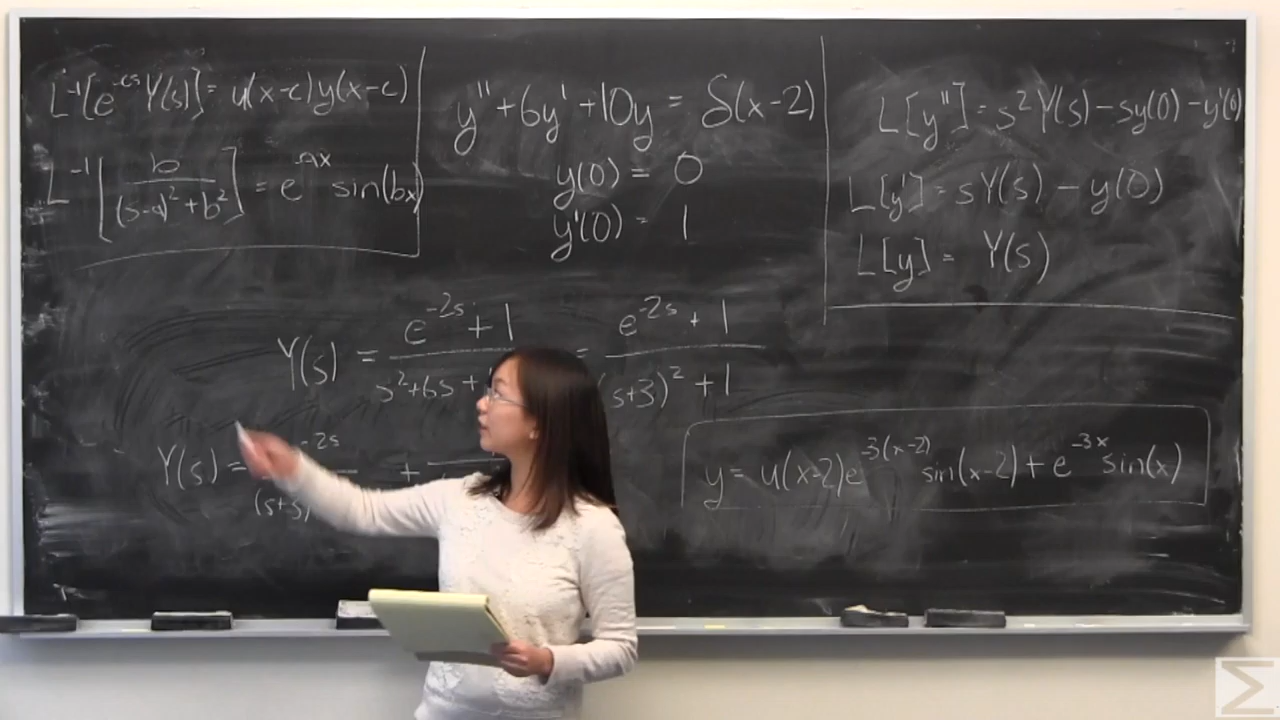 L⁻¹[e^{-cs}Y(s)] = u(x-c)y(x-c)
L⁻¹[b/((s-a)²+b²)] = e^{ax} sin(bx)
y''+6y'+10y = δ(x-2)
y(0) = 0
y'(0) = 1
L[y''] = s²Y(s)-sy(0)-y'(0)
L[y'] = sY(s) - y(0)
L[y] = Y(s)
Y(s) = (e^{-2s}+1)/(s²+6s+ = (e^{-2s}+1)/((s+3)²+1)
Y(s) = -2s/(s+ +
y = u(x-2)e^{-3(x-2)} sin(x-2) + e^{-3x} sin(x)
Σ